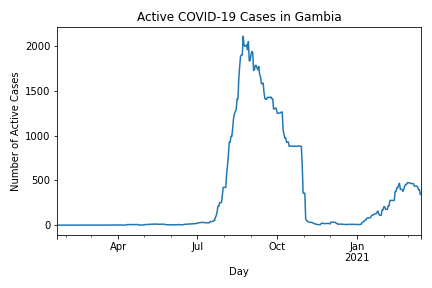 Active COVID-19 Cases in Gambia
Number of Active Cases
2000
1500
1000
500
0
Apr
Jul
Oct
Jan
2021
Day